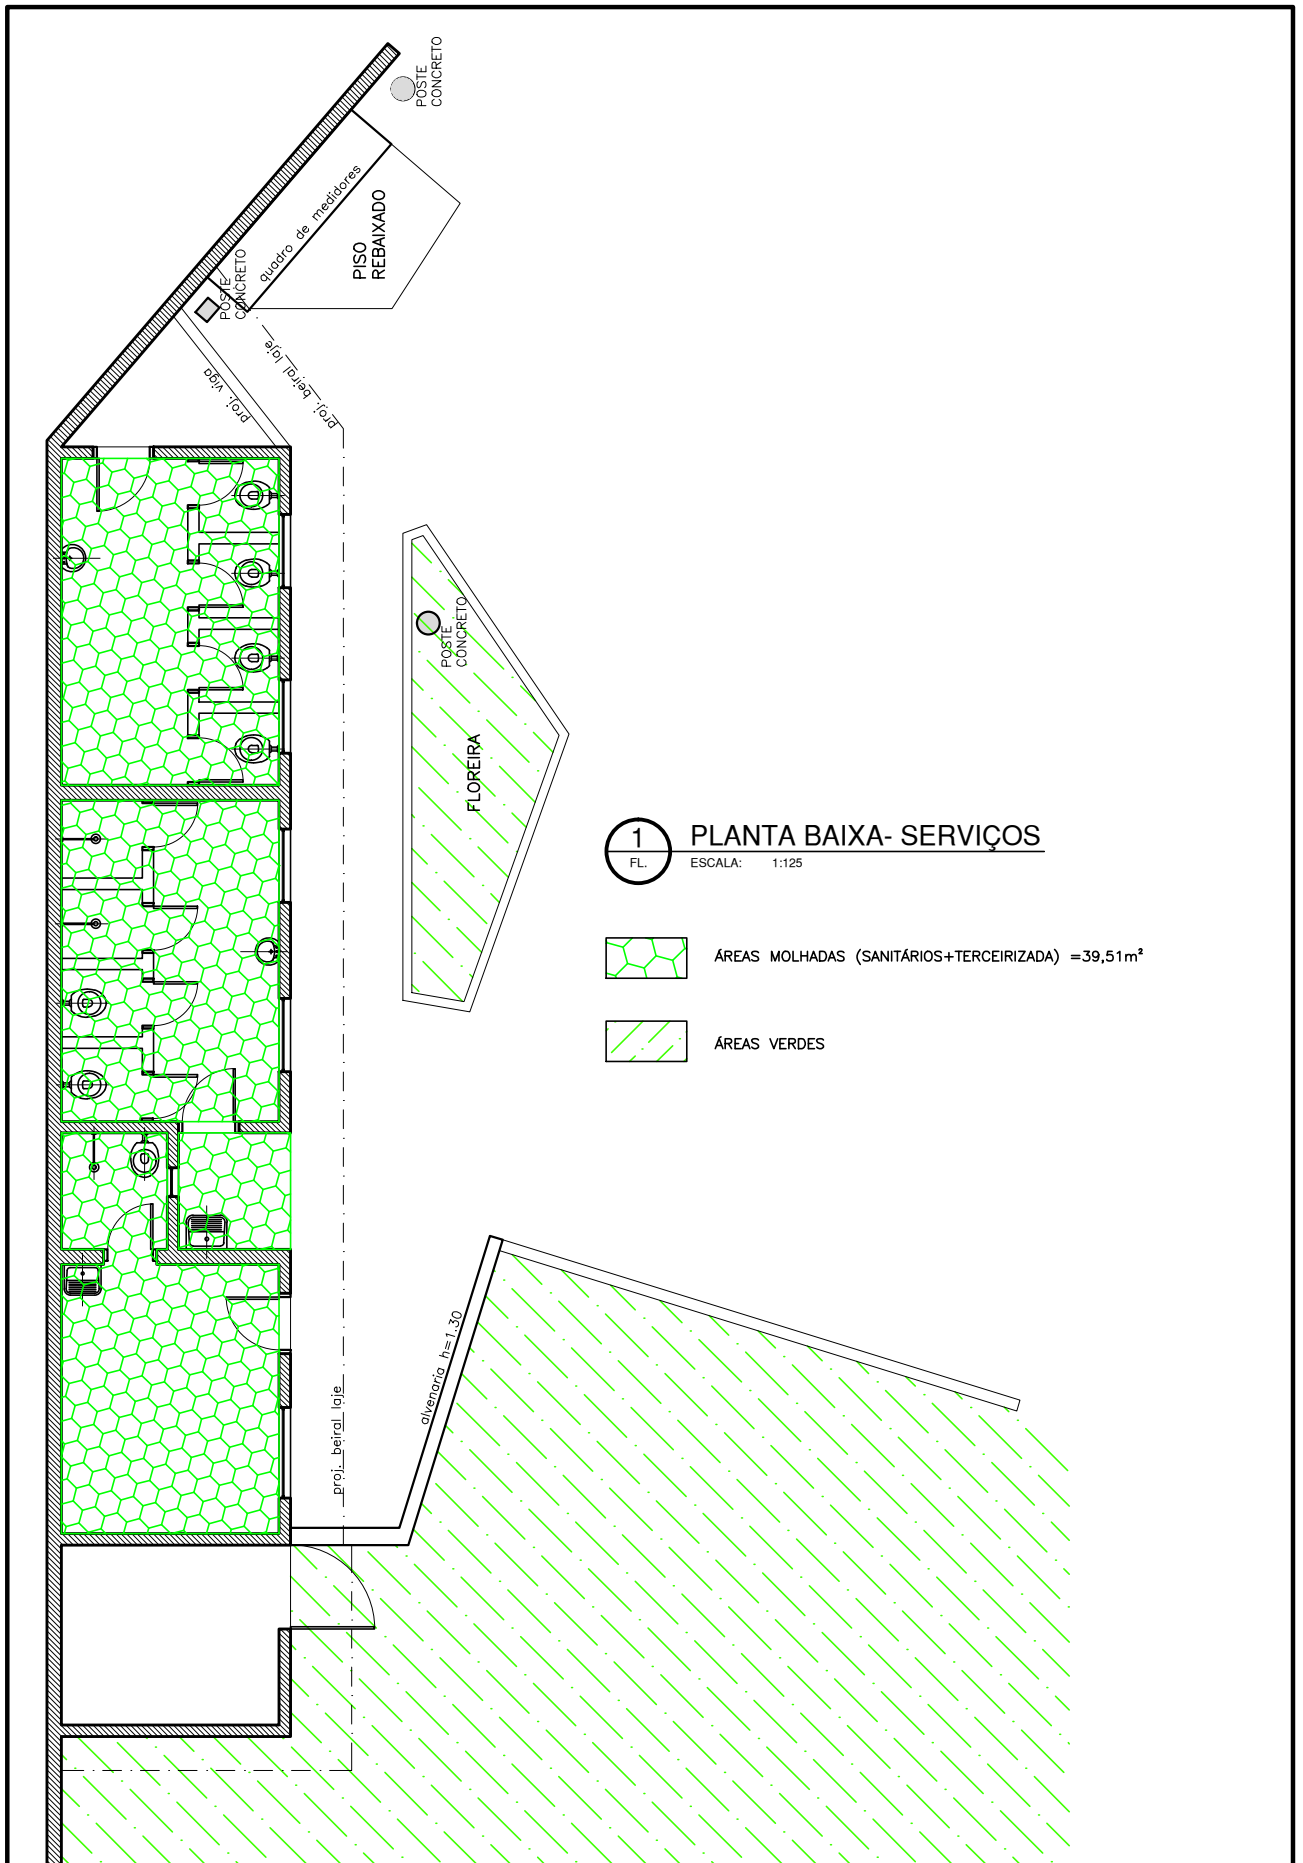 POSTE
CONCRETO
quadro de medidores
PISO
REBAIXADO
POSTE
CONCRETO
proj. beiral laje
proj. viga
POSTE
CONCRETO
FLOREIRA
1
FL.
PLANTA BAIXA- SERVIÇOS
ESCALA: 1:125
ÁREAS MOLHADAS (SANITÁRIOS+TERCEIRIZADA) =39,51m²
ÁREAS VERDES
alvenaria h=1.30
proj. beiral laje